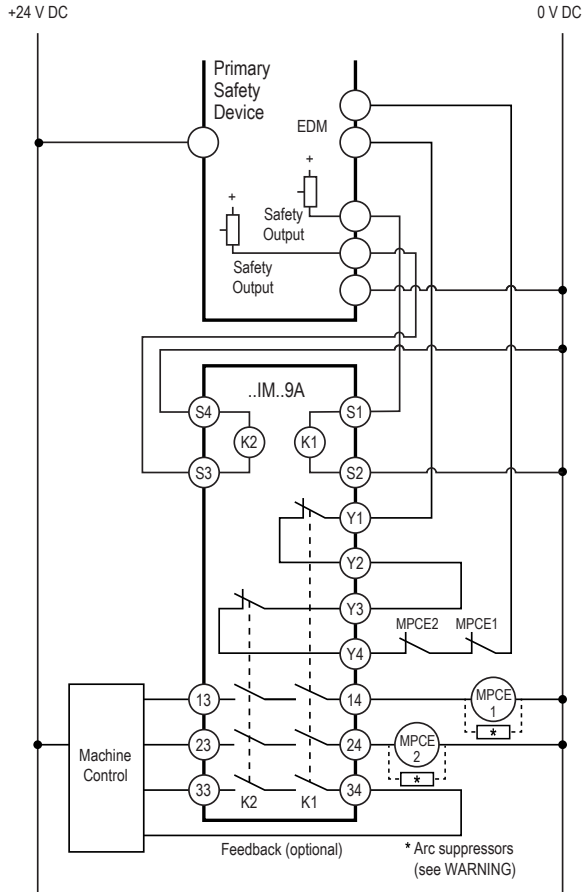 +24 V DC
0 V DC
Primary
Safety
Device
EDM
+
+
Safety
Output
Safety
Output
..IM..9A
S4
S1
K2
K1
S3
S2
Y1
Y2
Y3
MPCE2
MPCE1
Y4
13
14
MPCE
1
*
23
24
MPCE
2
*
Machine
Control
33
K2
K1
34
Feedback (optional)
* Arc suppressors
(see WARNING)